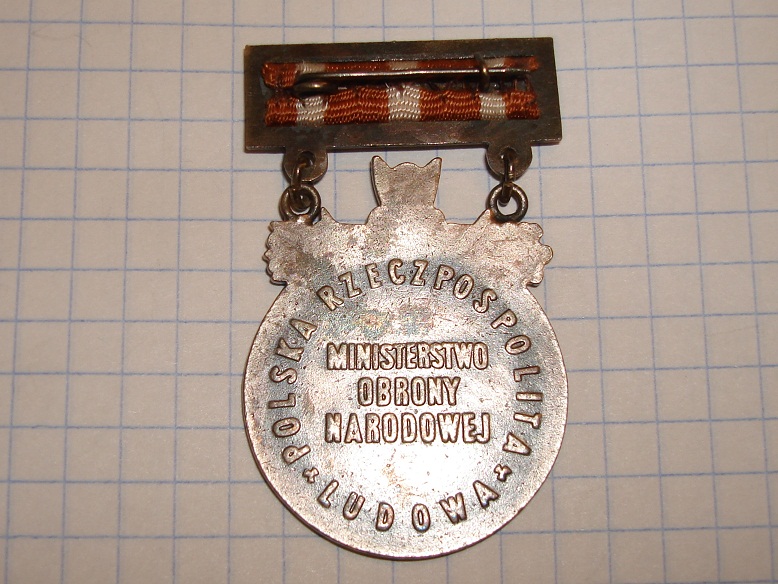 POLSKA RZECZPOSPOLITA
MINISTERSTWO
OBRONY
NARODOWEJ
LUDOWA